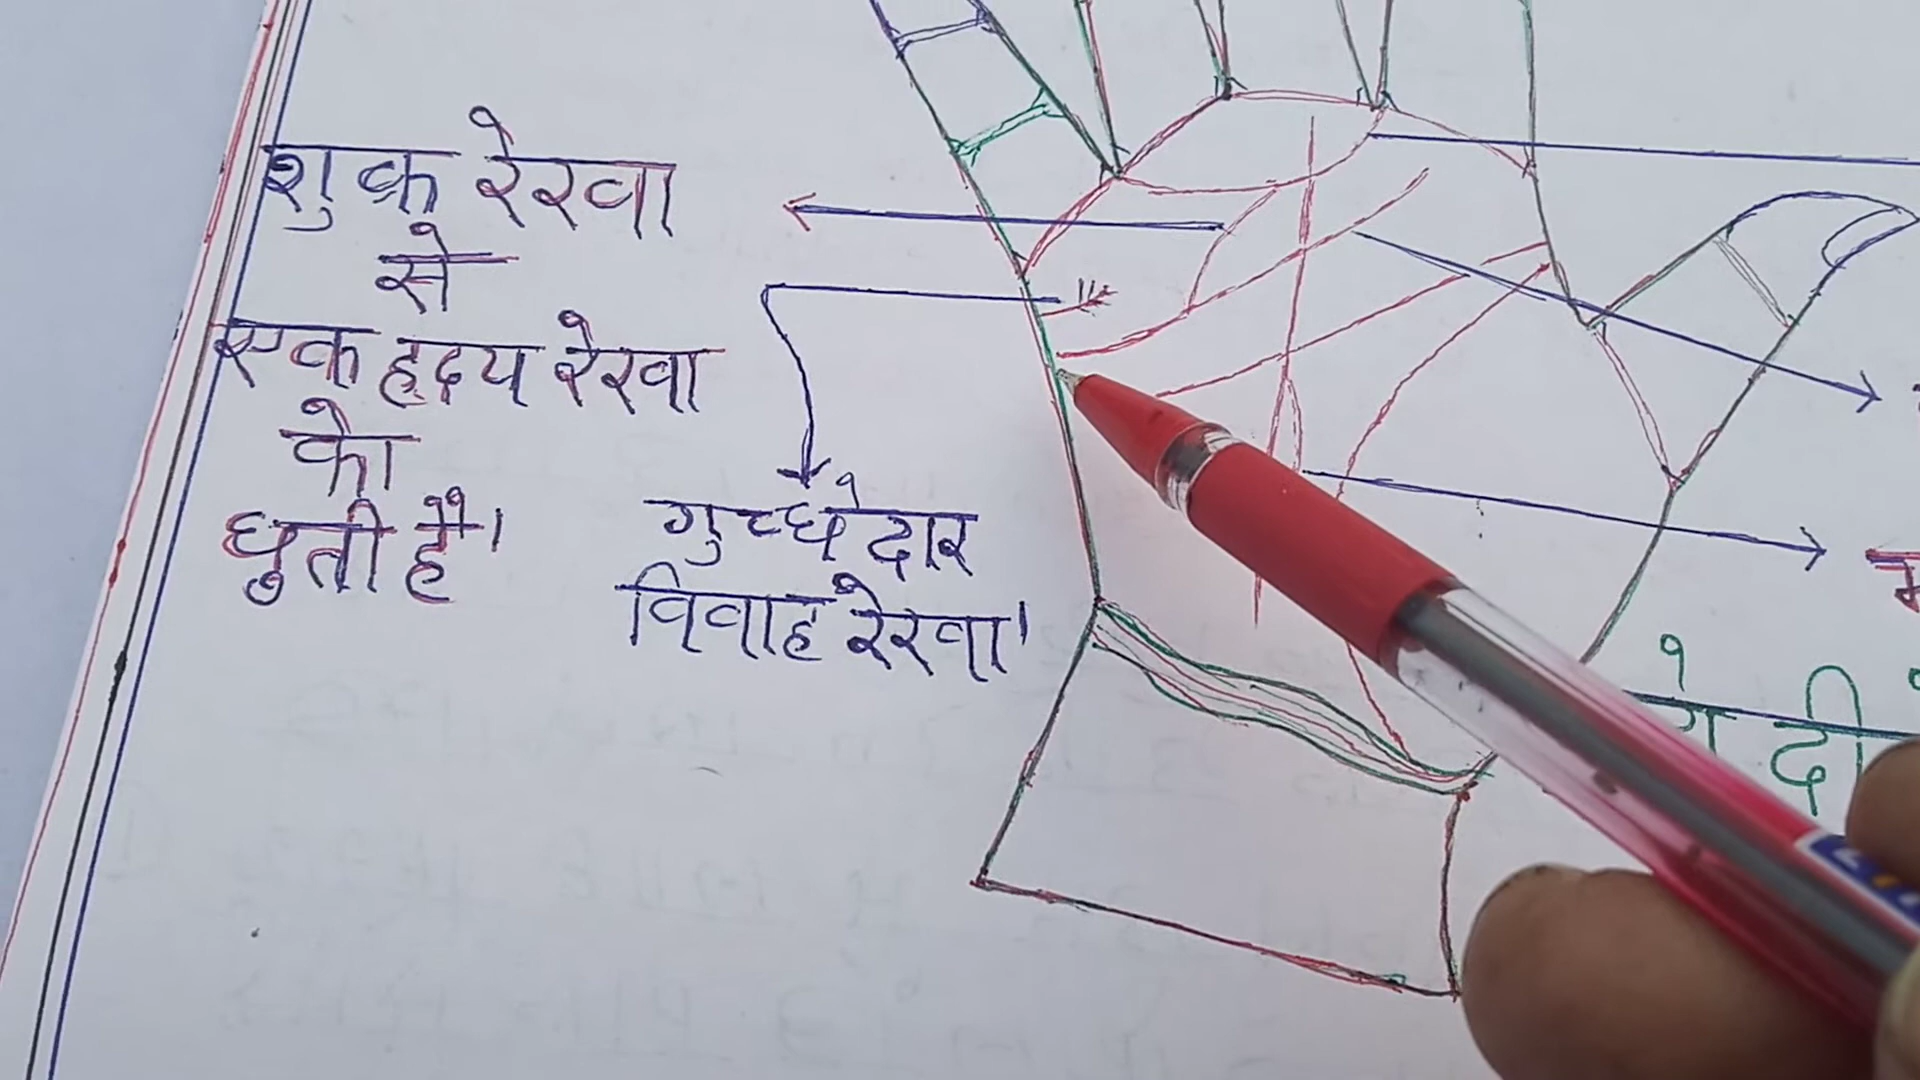 शुक्र रेखा
से
एक हृदय रेखा
को
छुती है।
गुच्छेदार
विवाह रेखा।